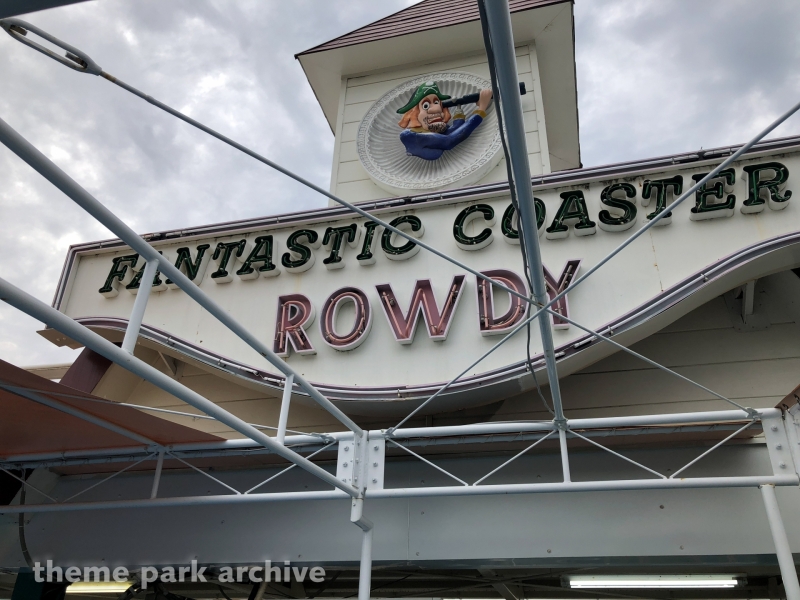 FANTASTIC COASTER
ROWDY
theme park archive